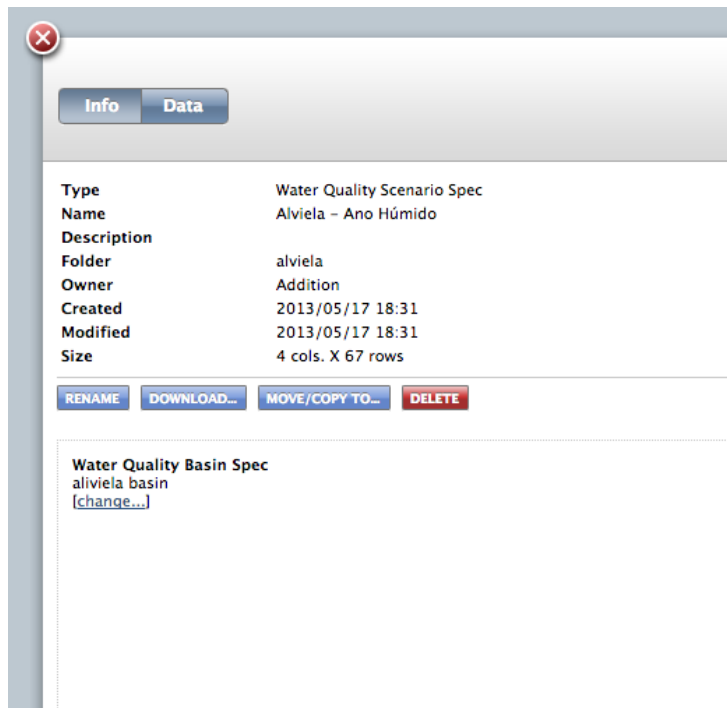 Info Data
Type Water Quality Scenario Spec
Name Alviela – Ano Húmido
Description
Folder alviela
Owner Addition
Created 2013/05/17 18:31
Modified 2013/05/17 18:31
Size 4 cols. X 67 rows
RENAME DOWNLOAD... MOVE/COPY TO... DELETE
Water Quality Basin Spec
aliviela basin
[change...]